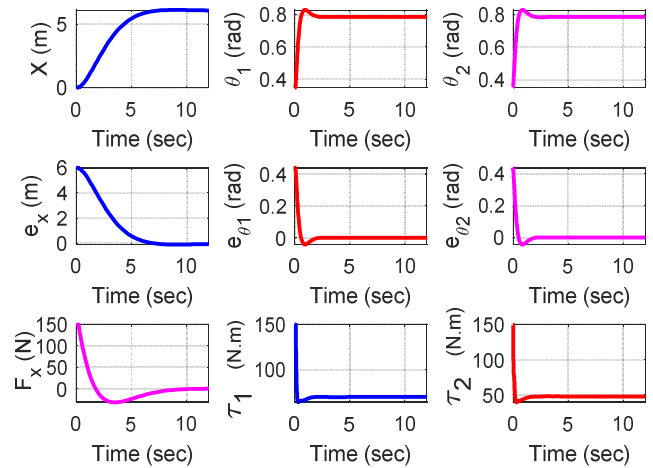 X (m)
5
0
0 5 10
Time (sec)
θ1 (rad)
0.8
0.6
0.4
0 5 10
Time (sec)
θ2 (rad)
0.8
0.6
0.4
0 5 10
Time (sec)
ex (m)
6
4
2
0
0 5 10
Time (sec)
eθ1 (rad)
0.4
0.2
0
0 5 10
Time (sec)
eθ2 (rad)
0.4
0.2
0
0 5 10
Time (sec)
Fx (N)
150
100
50
0
0 5 10
Time (sec)
τ1 (N.m)
150
100
0 5 10
Time (sec)
τ2 (N.m)
150
100
50
0 5 10
Time (sec)